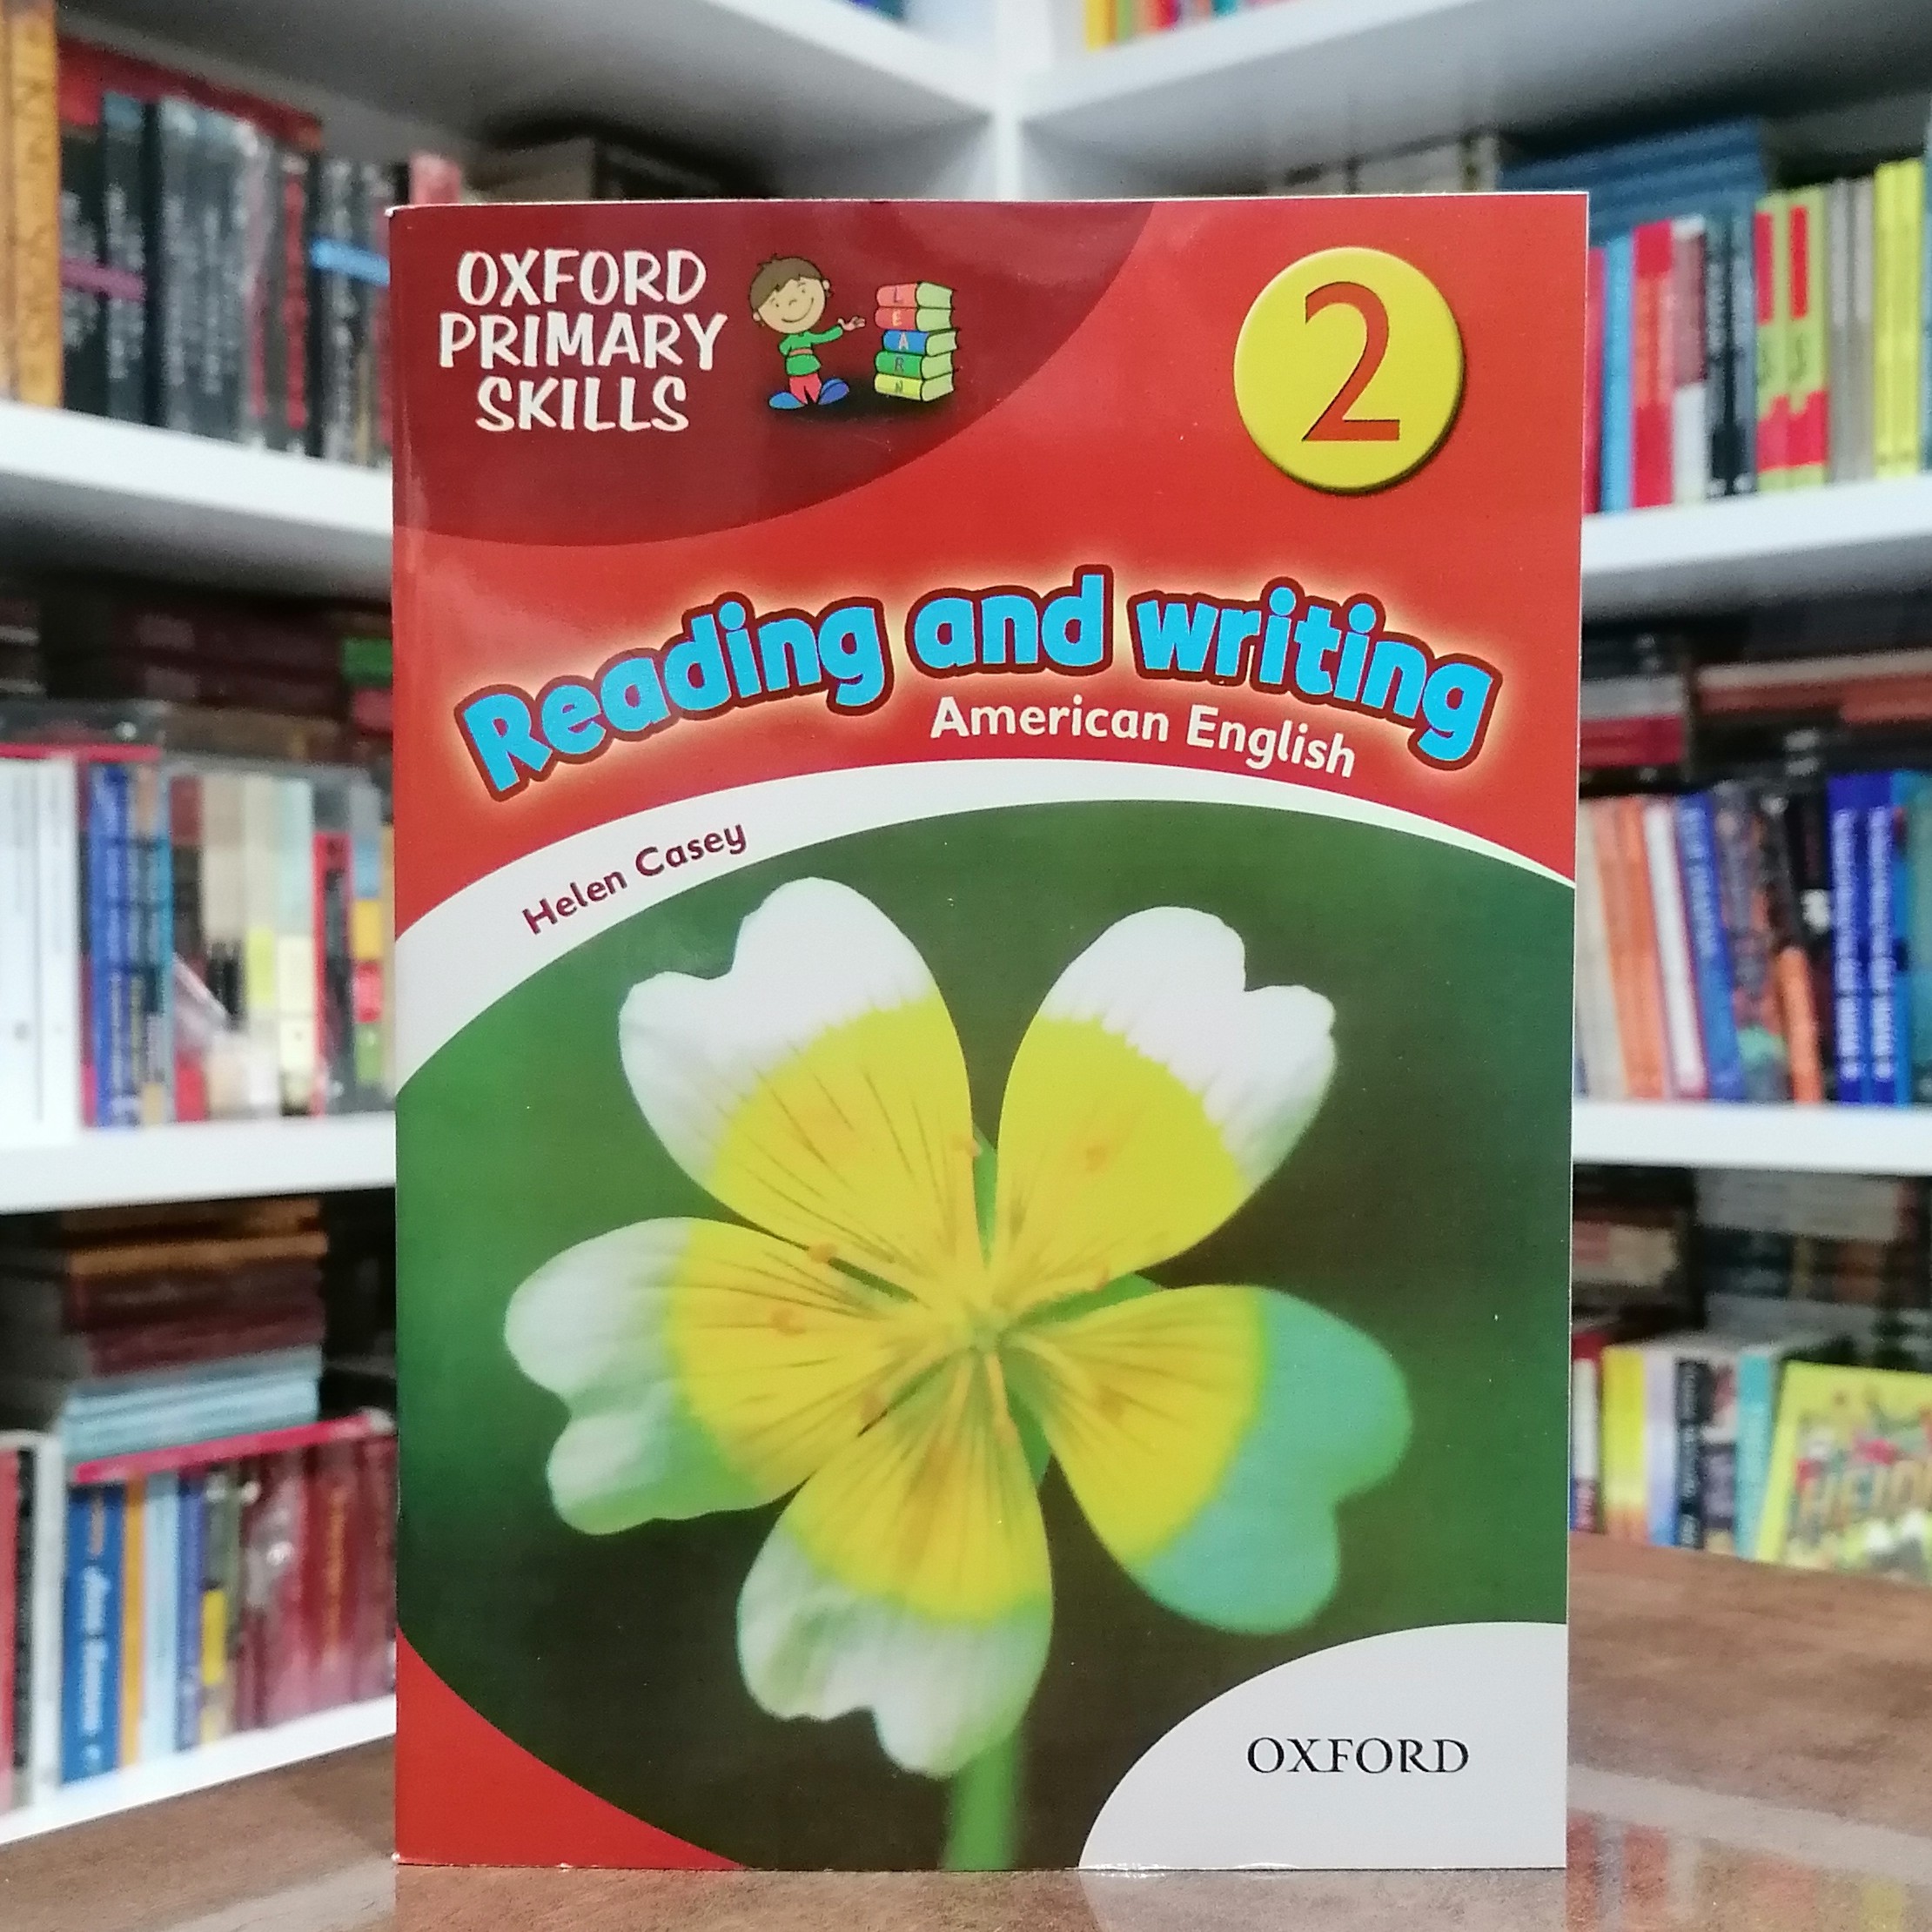 OXFORD
PRIMARY
SKILLS
L
E
A
R
N
2
Reading and writing
American English
Helen Casey
OXFORD